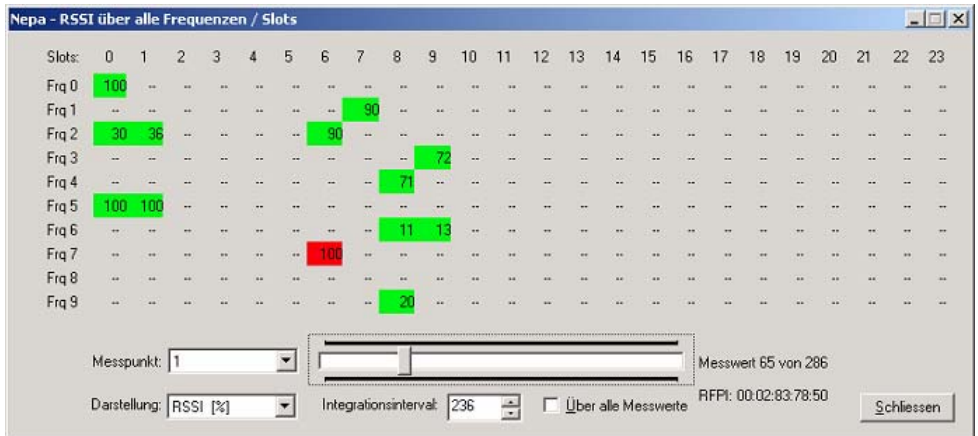 Nepa - RSSI über alle Frequenzen / Slots
Slots: 0 1 2 3 4 5 6 7 8 9 10 11 12 13 14 15 16 17 18 19 20 21 22 23
Frq 0 100 -- -- -- -- -- -- -- -- -- -- -- -- -- -- -- -- -- -- -- -- -- -- --
Frq 1 -- -- -- -- -- -- -- 90 -- -- -- -- -- -- -- -- -- -- -- -- -- -- -- --
Frq 2 30 36 -- -- -- -- 90 -- -- -- -- -- -- -- -- -- -- -- -- -- -- -- -- --
Frq 3 -- -- -- -- -- -- -- -- -- 72 -- -- -- -- -- -- -- -- -- -- -- -- -- --
Frq 4 -- -- -- -- -- -- -- -- 71 -- -- -- -- -- -- -- -- -- -- -- -- -- -- --
Frq 5 100 100 -- -- -- -- -- -- -- -- -- -- -- -- -- -- -- -- -- -- -- -- -- --
Frq 6 -- -- -- -- -- -- -- -- 11 13 -- -- -- -- -- -- -- -- -- -- -- -- -- --
Frq 7 -- -- -- -- -- -- 100 -- -- -- -- -- -- -- -- -- -- -- -- -- -- -- -- --
Frq 8 -- -- -- -- -- -- -- -- -- -- -- -- -- -- -- -- -- -- -- -- -- -- -- --
Frq 9 -- -- -- -- -- -- -- -- 20 -- -- -- -- -- -- -- -- -- -- -- -- -- -- --
Messpunkt: 1 Messwert 65 von 286
Darstellung: RSSI [%] Integrationsinterval: 236 Über alle Messwerte RFPI: 00:02:83:78:50 Schliessen